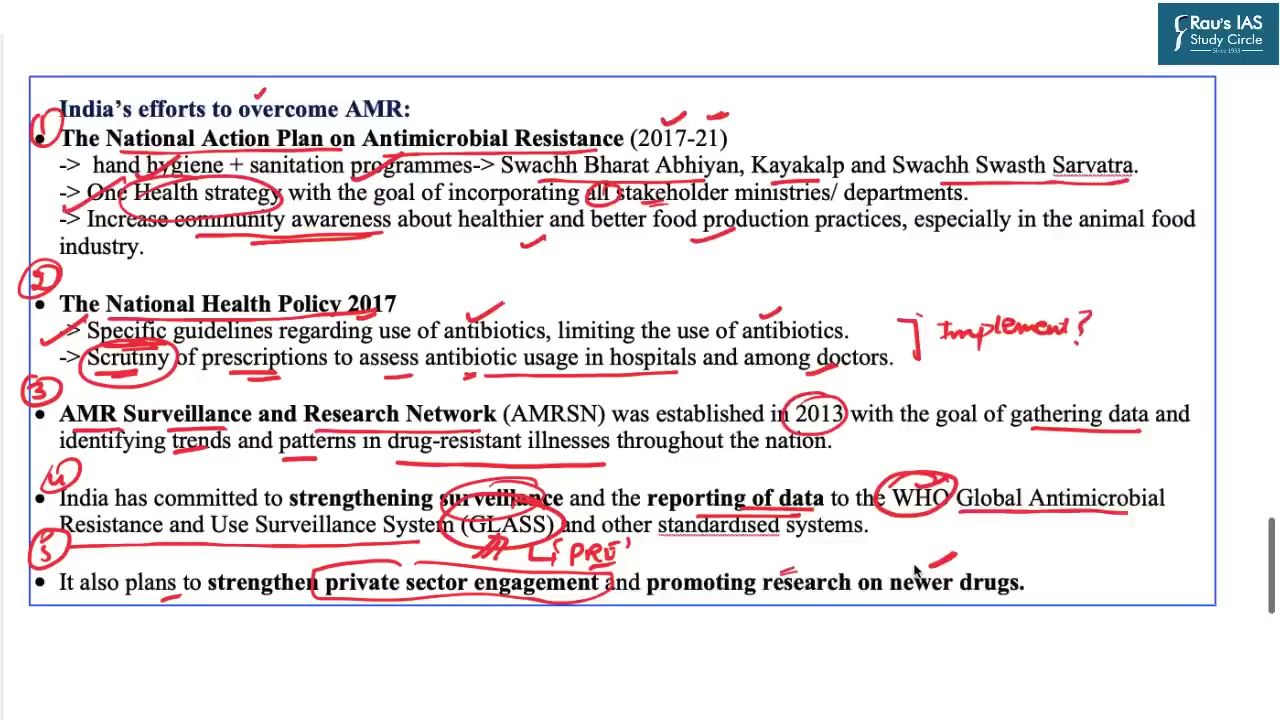 Rau's IAS
Study Circle
Since 1953
India's efforts to overcome AMR:
1
• The National Action Plan on Antimicrobial Resistance (2017-21)
-> hand hygiene + sanitation programmes-> Swachh Bharat Abhiyan, Kayakalp and Swachh Swasth Sarvatra.
-> One Health strategy with the goal of incorporating all stakeholder ministries/ departments.
-> Increase community awareness about healthier and better food production practices, especially in the animal food
industry.
2
• The National Health Policy 2017
-> Specific guidelines regarding use of antibiotics, limiting the use of antibiotics.
Implement?
-> Scrutiny of prescriptions to assess antibiotic usage in hospitals and among doctors.
3
• AMR Surveillance and Research Network (AMRSN) was established in 2013 with the goal of gathering data and
identifying trends and patterns in drug-resistant illnesses throughout the nation.
4
• India has committed to strengthening surveillance and the reporting of data to the WHO Global Antimicrobial
Resistance and Use Surveillance System (GLASS) and other standardised systems.
5
'PRE'
• It also plans to strengthen private sector engagement and promoting research on newer drugs.